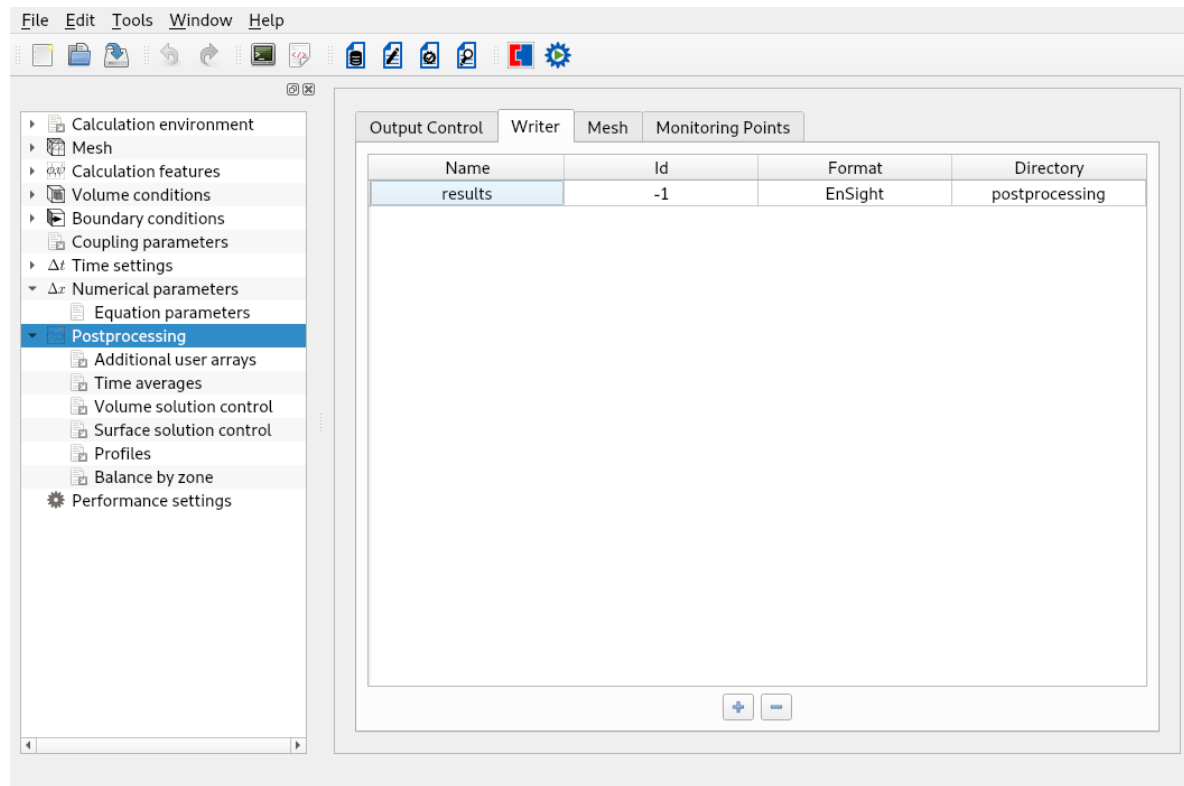 File Edit Tools Window Help
Calculation environment
Mesh
Calculation features
Volume conditions
Boundary conditions
Coupling parameters
Δt Time settings
Δx Numerical parameters
Equation parameters
Postprocessing
Additional user arrays
Time averages
Volume solution control
Surface solution control
Profiles
Balance by zone
Performance settings
Output Control Writer Mesh Monitoring Points
Name Id Format Directory
results -1 EnSight postprocessing